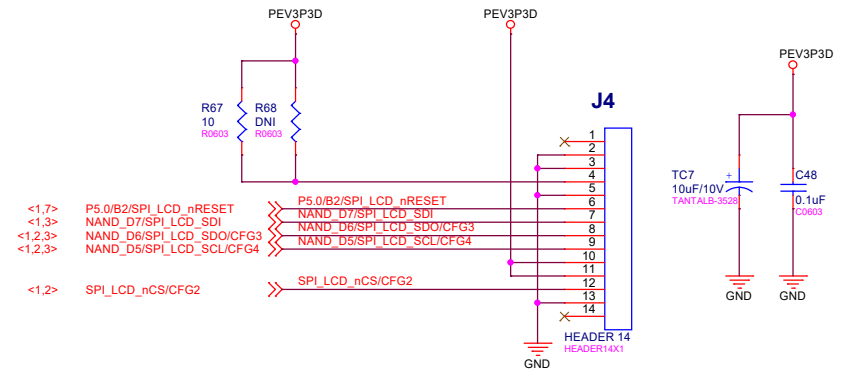 PEV3P3D
PEV3P3D
PEV3P3D
R67
10
R0603
R68
DNI
R0603
J4
1
2
3
4
5
6
7
8
9
10
11
12
13
14
HEADER 14
HEADER14X1
<1,7> P5.0/B2/SPI_LCD_nRESET P5.0/B2/SPI_LCD_nRESET
<1,3> NAND_D7/SPI_LCD_SDI NAND_D7/SPI_LCD_SDI
<1,2,3> NAND_D6/SPI_LCD_SDO/CFG3 NAND_D6/SPI_LCD_SDO/CFG3
<1,2,3> NAND_D5/SPI_LCD_SCL/CFG4 NAND_D5/SPI_LCD_SCL/CFG4
<1,2> SPI_LCD_nCS/CFG2 SPI_LCD_nCS/CFG2
GND
TC7
+
10uF/10V
TANTALB-3528
C48
0.1uF
C0603
GND
GND